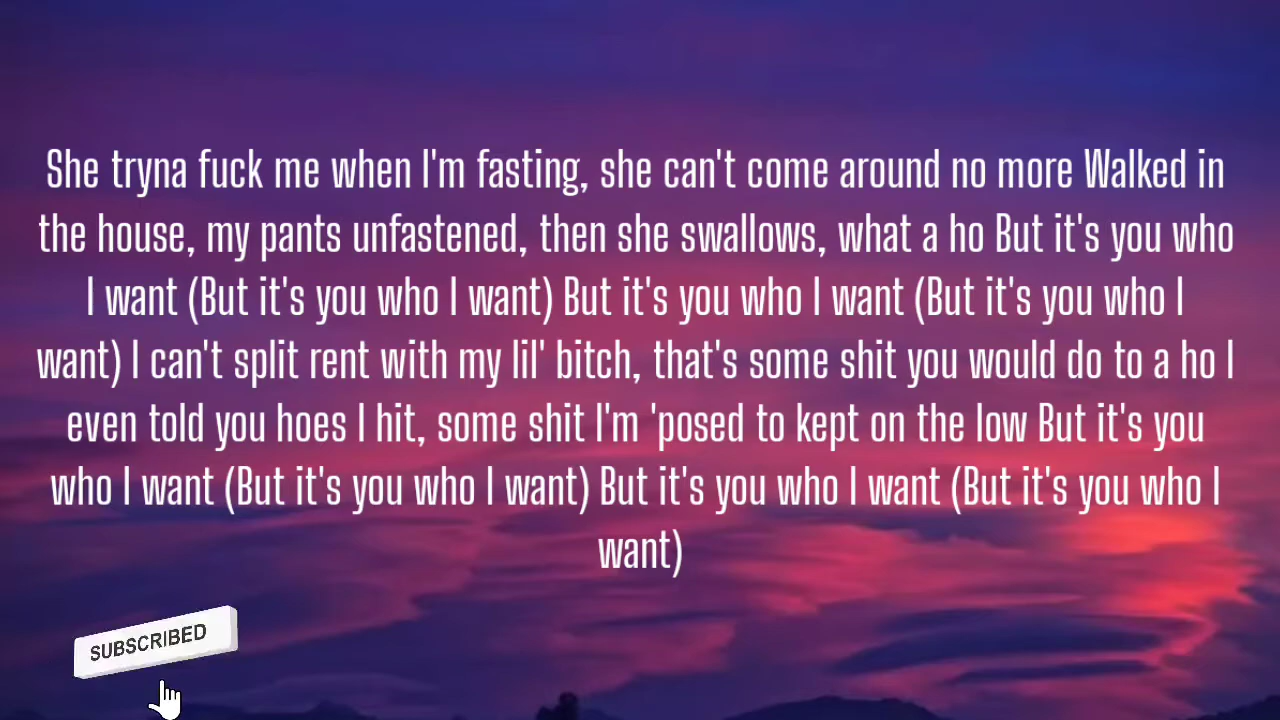 She tryna fuck me when I'm fasting, she can't come around no more Walked in
the house, my pants unfastened, then she swallows, what a ho But it's you who
I want (But it's you who I want) But it's you who I want (But it's you who I
want) I can't split rent with my lil' bitch, that's some shit you would do to a ho I
even told you hoes I hit, some shit I'm 'posed to kept on the low But it's you
who I want (But it's you who I want) But it's you who I want (But it's you who I
want)
SUBSCRIBED